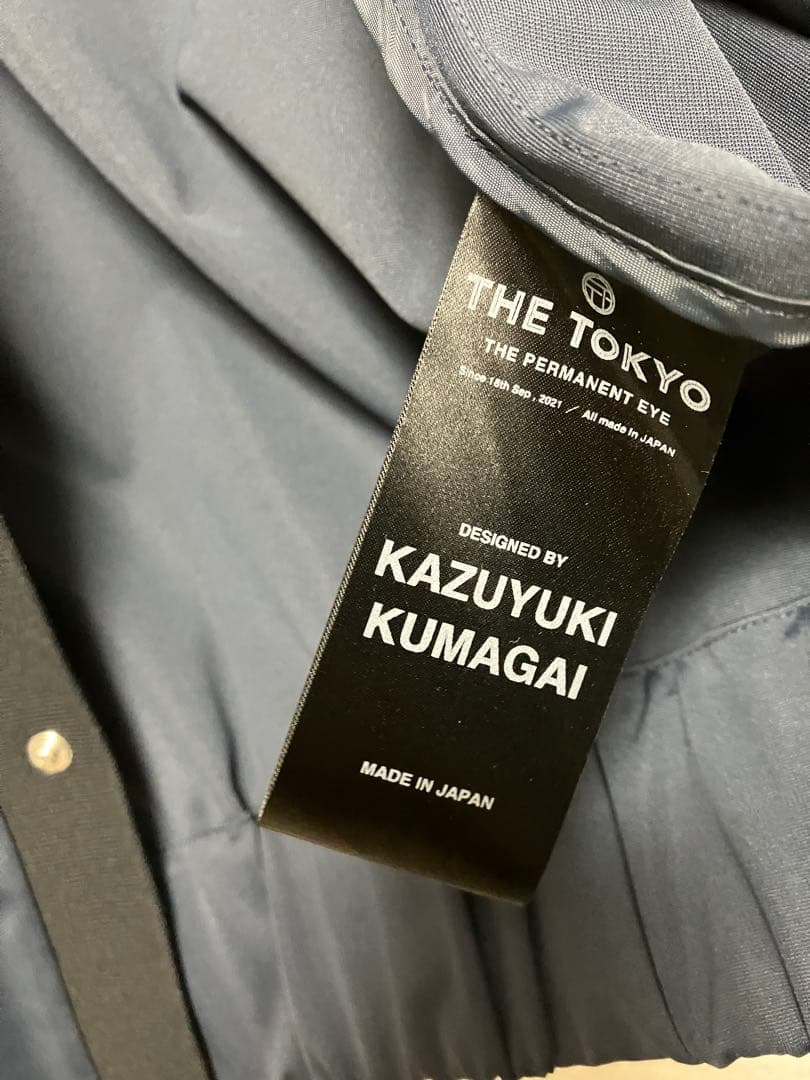 THE TOKYO
THE PERMANENT EYE
Since 18th Sep , 2021 / All made in JAPAN
DESIGNED BY
KAZUYUKI
KUMAGAI
MADE IN JAPAN